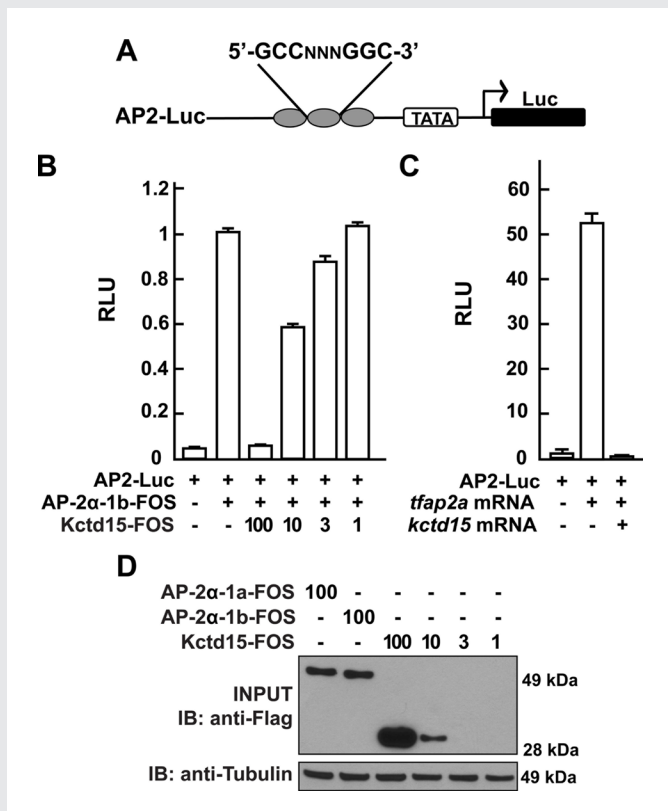 A
5’-GCCNNNGGC-3’
AP2-Luc
TATA
Luc
B
RLU
1.2
1
0.8
0.6
0.4
0.2
0
AP2-Luc + + + + + +
AP-2α-1b-FOS - + + + + +
Kctd15-FOS - - 100 10 3 1
C
RLU
60
50
40
30
20
10
0
AP2-Luc + + +
tfap2a mRNA - + +
kctd15 mRNA - - +
D
AP-2α-1a-FOS 100 - - - - -
AP-2α-1b-FOS - 100 - - - -
Kctd15-FOS - - 100 10 3 1
INPUT
IB: anti-Flag
49 kDa
28 kDa
IB: anti-Tubulin
49 kDa